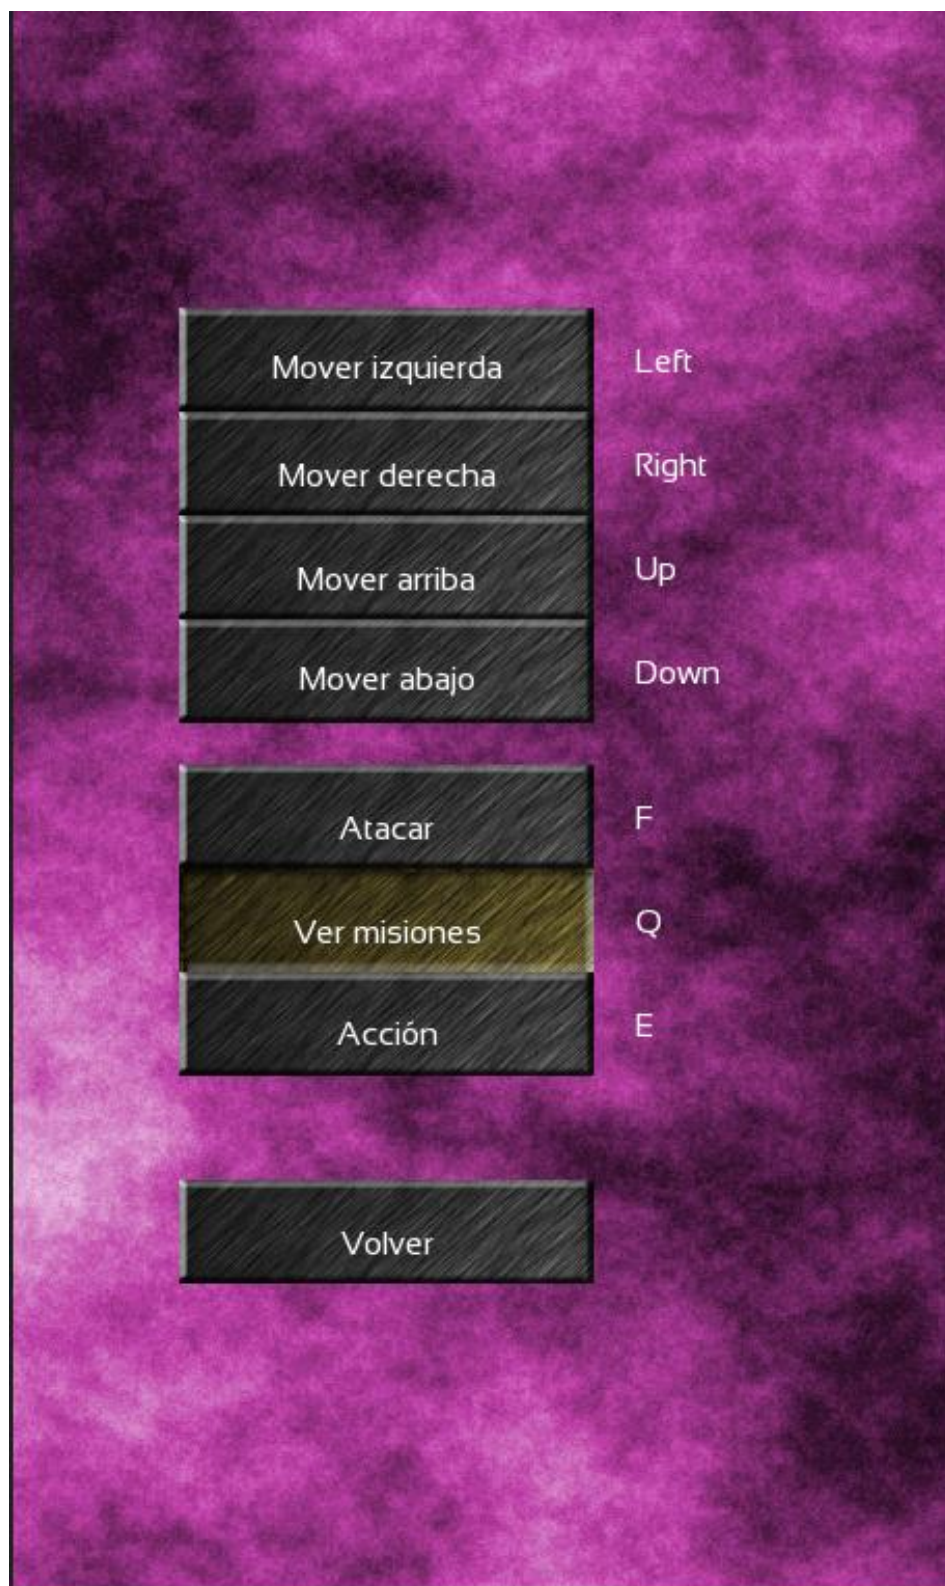 Mover izquierda Left
Mover derecha Right
Mover arriba Up
Mover abajo Down
Atacar F
Ver misiones Q
Acción E
Volver